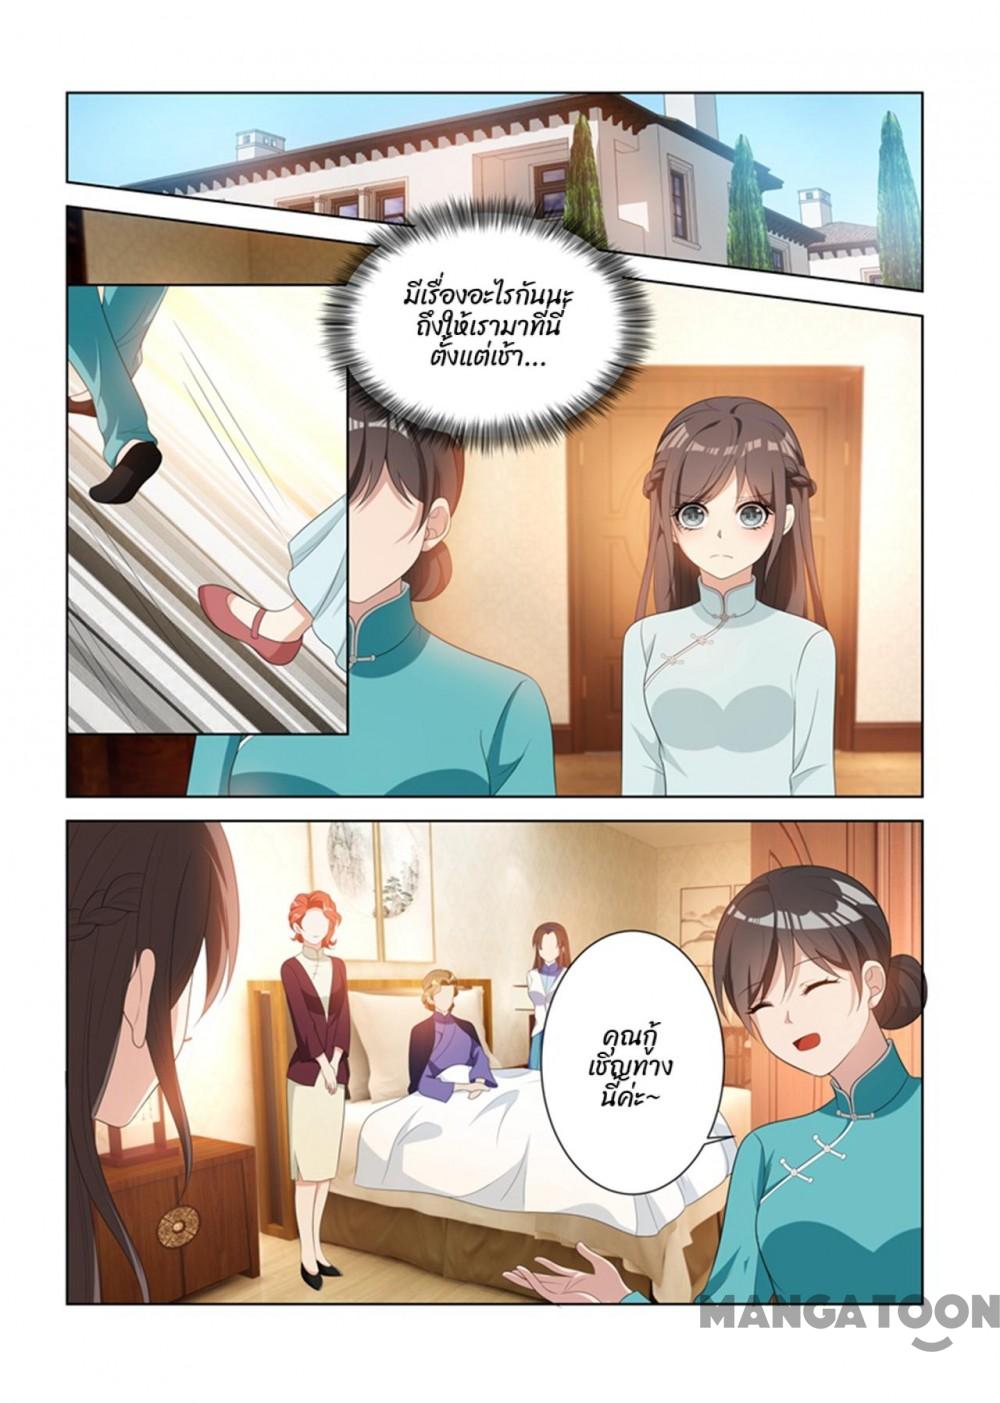 มีเรื่องอะไรกันนะ
ถึงให้เรามาที่นี่
ตั้งแต่เช้า...
คุณกู้
เชิญทาง
นี้ค่ะ~
MANGATOON